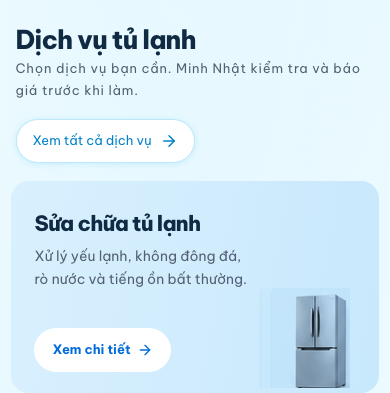 Dịch vụ tủ lạnh
Chọn dịch vụ bạn cần. Minh Nhật kiểm tra và báo
giá trước khi làm.
Xem tất cả dịch vụ
Sửa chữa tủ lạnh
Xử lý yếu lạnh, không đông đá,
rò nước và tiếng ồn bất thường.
Xem chi tiết